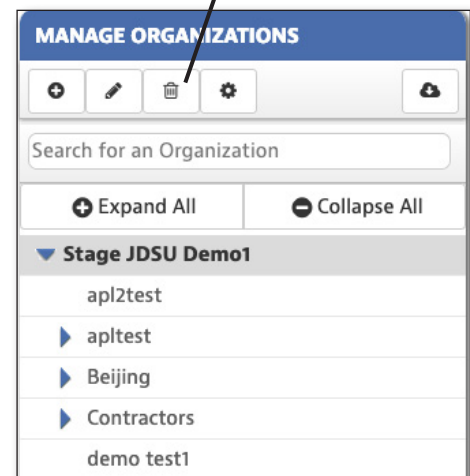 MANAGE ORGANIZATIONS
Search for an Organization
Expand All Collapse All
Stage JDSU Demo1
apl2test
apltest
Beijing
Contractors
demo test1